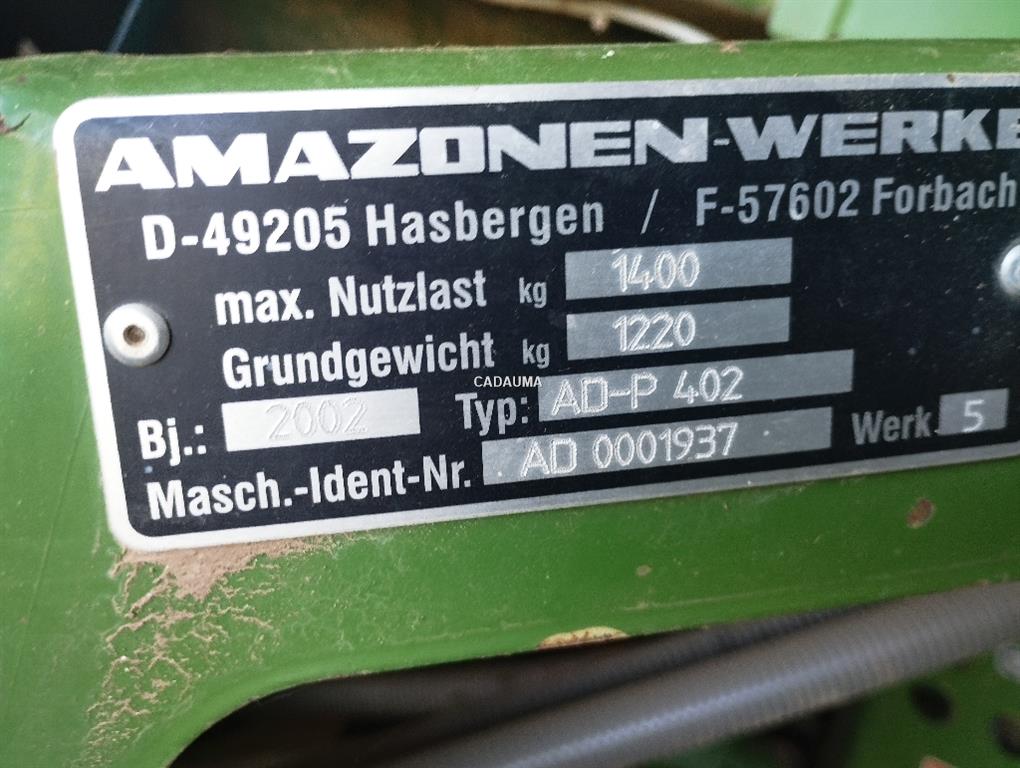 AMAZONEN-WERKE
D-49205 Hasbergen / F-57602 Forbach
max. Nutzlast kg 1400
Grundgewicht kg 1220
CADAUMA
Bj.: 2002 Typ: AD-P 402
Masch.-Ident-Nr. AD 0001937 Werk 5